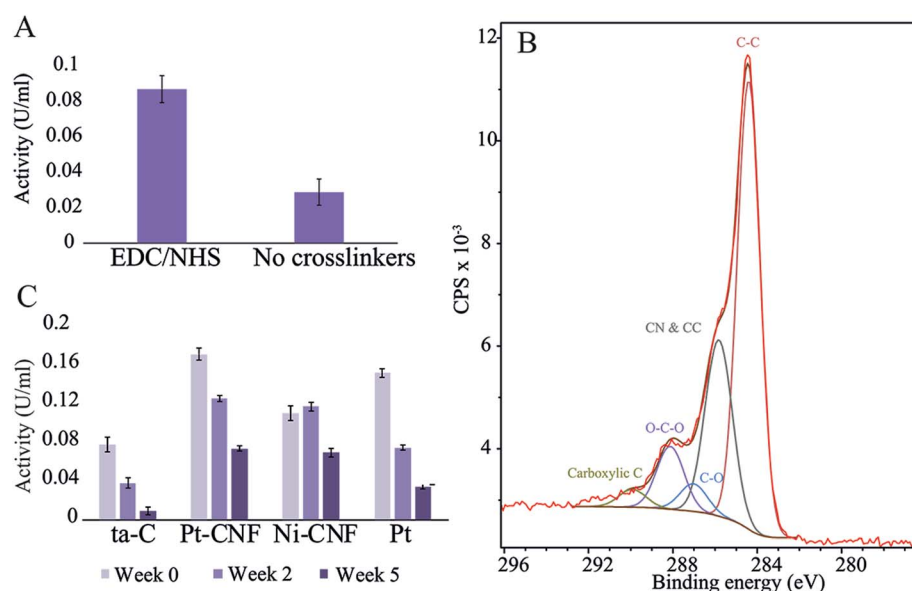 A
Activity (U/ml)
0.1
0.08
0.06
0.04
0.02
0
EDC/NHS No crosslinkers
B
CPS x 10⁻³
12
10
8
6
4
C-C
CN & CC
O-C-O
C-O
Carboxylic C
296 292 288 284 280
Binding energy (eV)
C
Activity (U/ml)
0.2
0.16
0.12
0.08
0.04
0
ta-C Pt-CNF Ni-CNF Pt
Week 0 Week 2 Week 5